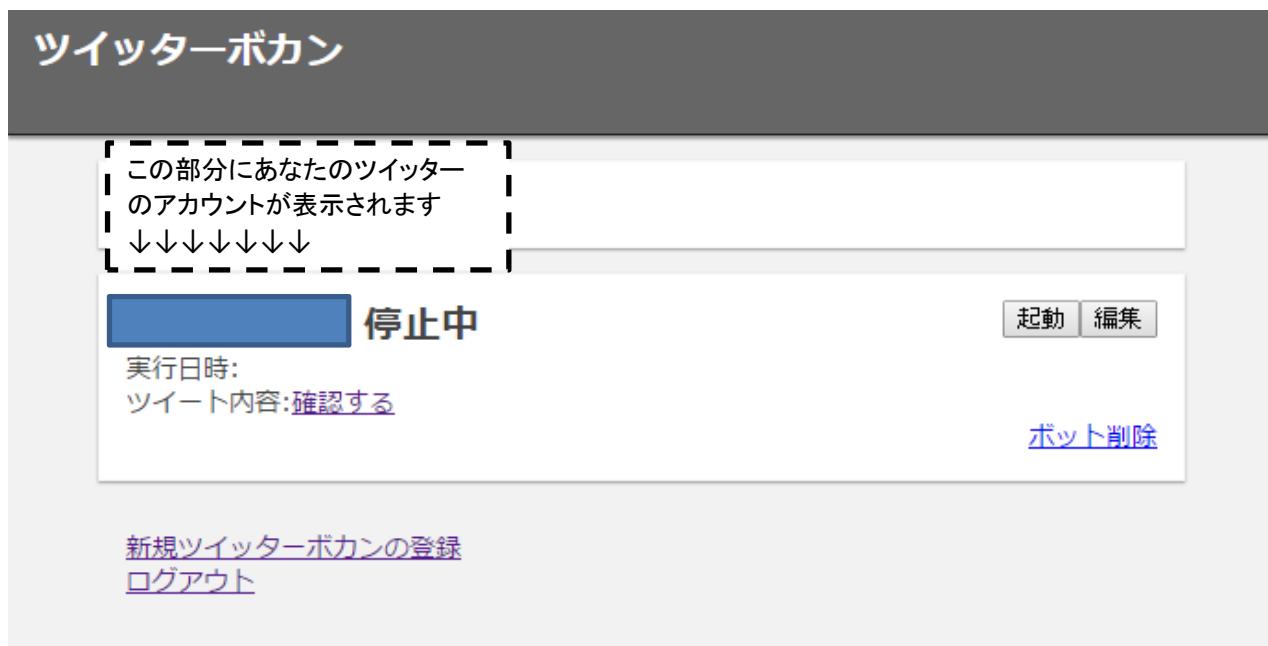 ツイッターボカン
この部分にあなたのツイッター
のアカウントが表示されます
↓↓↓↓↓↓↓
停止中
起動 編集
実行日時:
ツイート内容:確認する
ボット削除
新規ツイッターボカンの登録
ログアウト